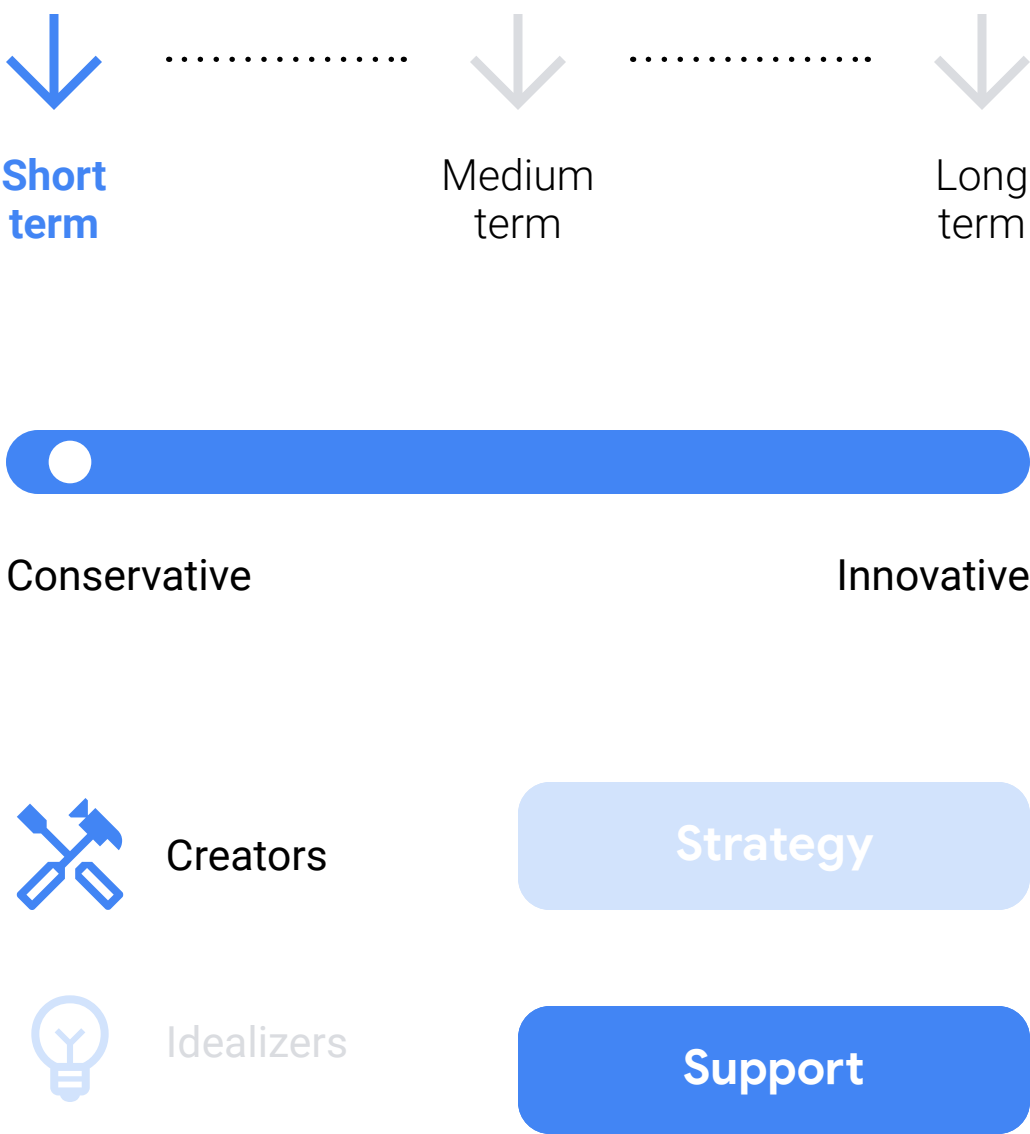 Short
term
Medium
term
Long
term
Conservative
Innovative
Creators
Strategy
Idealizers
Support